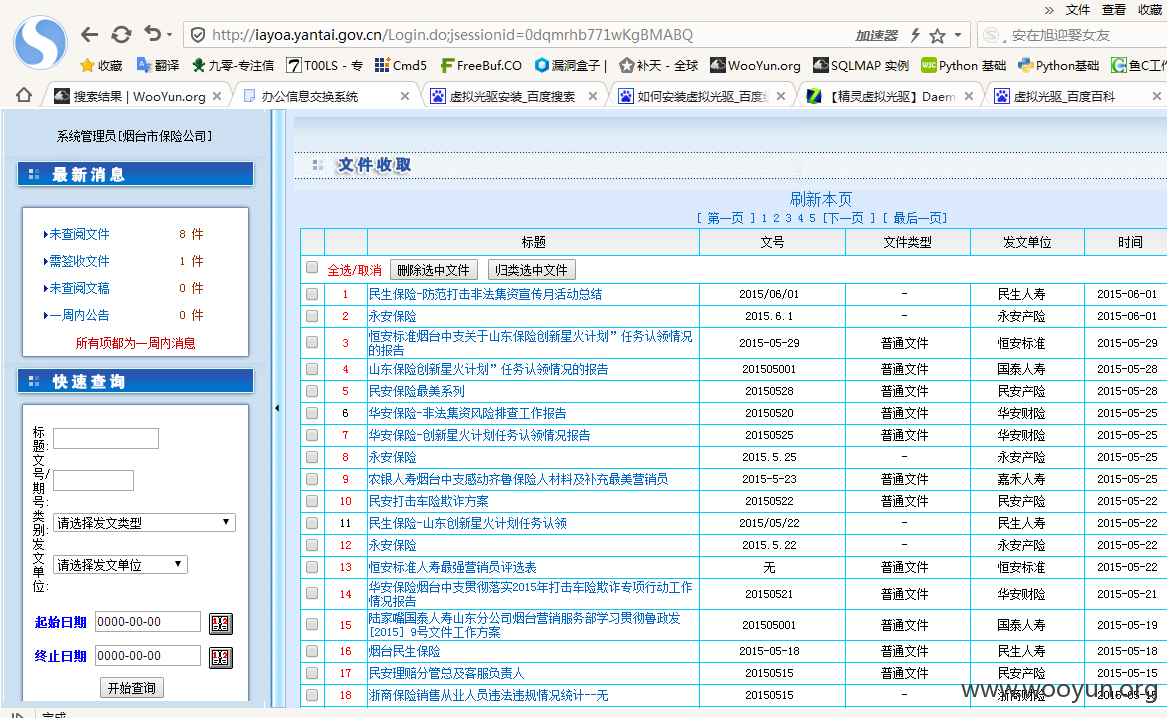 » 文件 查看 收藏
http://iayoa.yantai.gov.cn/Login.do;jsessionid=0dqmrhb771wKgBMABQ 加速器 安在旭迎娶女友
收藏 翻译 九零-专注信 T00LS - 专 Cmd5 FreeBuf.CO 漏洞盒子 | 补天 - 全球 WooYun.org SQLMAP 实例 Python 基础 Python基础 鱼C工作
搜索结果 | WooYun.org 办公信息交换系统 虚拟光驱安装_百度搜索 如何安装虚拟光驱_百度 【精灵虚拟光驱】Daem 虚拟光驱_百度百科
系统管理员[烟台市保险公司]
最新消息
未查阅文件 8 件
需签收文件 1 件
未查阅文稿 0 件
一周内公告 0 件
所有项都为一周内消息
快速查询
标题:
文号/期号:
类别: 请选择发文类型
发文单位: 请选择发文单位
起始日期 0000-00-00
终止日期 0000-00-00
开始查询
文件收取
刷新本页
[ 第一页 ] 1 2 3 4 5 [下一页 ] [ 最后一页]
标题 文号 文件类型 发文单位 时间
全选/取消 删除选中文件 归类选中文件
1 民生保险-防范打击非法集资宣传月活动总结 2015/06/01 - 民生人寿 2015-06-01
2 永安保险 2015.6.1 - 永安产险 2015-06-01
3 恒安标准烟台中支关于山东保险创新星火计划”任务认领情况的报告 2015-05-29 普通文件 恒安标准 2015-05-29
4 山东保险创新星火计划”任务认领情况的报告 201505001 普通文件 国泰人寿 2015-05-28
5 民安保险最美系列 20150528 普通文件 民安产险 2015-05-28
6 华安保险-非法集资风险排查工作报告 20150520 普通文件 华安财险 2015-05-25
7 华安保险-创新星火计划任务认领情况报告 20150525 普通文件 华安财险 2015-05-25
8 永安保险 2015.5.25 - 永安产险 2015-05-25
9 农银人寿烟台中支感动齐鲁保险人材料及补充最美营销员 2015-5-23 普通文件 嘉禾人寿 2015-05-25
10 民安打击车险欺诈方案 20150522 普通文件 民安产险 2015-05-22
11 民生保险-山东创新星火计划任务认领 2015/05/22 - 民生人寿 2015-05-22
12 永安保险 2015.5.22 - 永安产险 2015-05-22
13 恒安标准人寿最强营销员评选表 无 普通文件 恒安标准 2015-05-22
14 华安保险烟台中支贯彻落实2015年打击车险欺诈专项行动工作情况报告 20150521 普通文件 华安财险 2015-05-21
15 陆家嘴国泰人寿山东分公司烟台营销服务部学习贯彻鲁政发[2015] 9号文件工作方案 201505001 普通文件 国泰人寿 2015-05-19
16 烟台民生保险 2015-05-18 普通文件 民生人寿 2015-05-18
17 民安理赔分管总及客服负责人 20150515 普通文件 民安产险 2015-05-15
18 浙商保险销售从业人员违法违规情况统计--无 20150515 - 浙商财险 2015-05-15
www.wooyun.org
完成